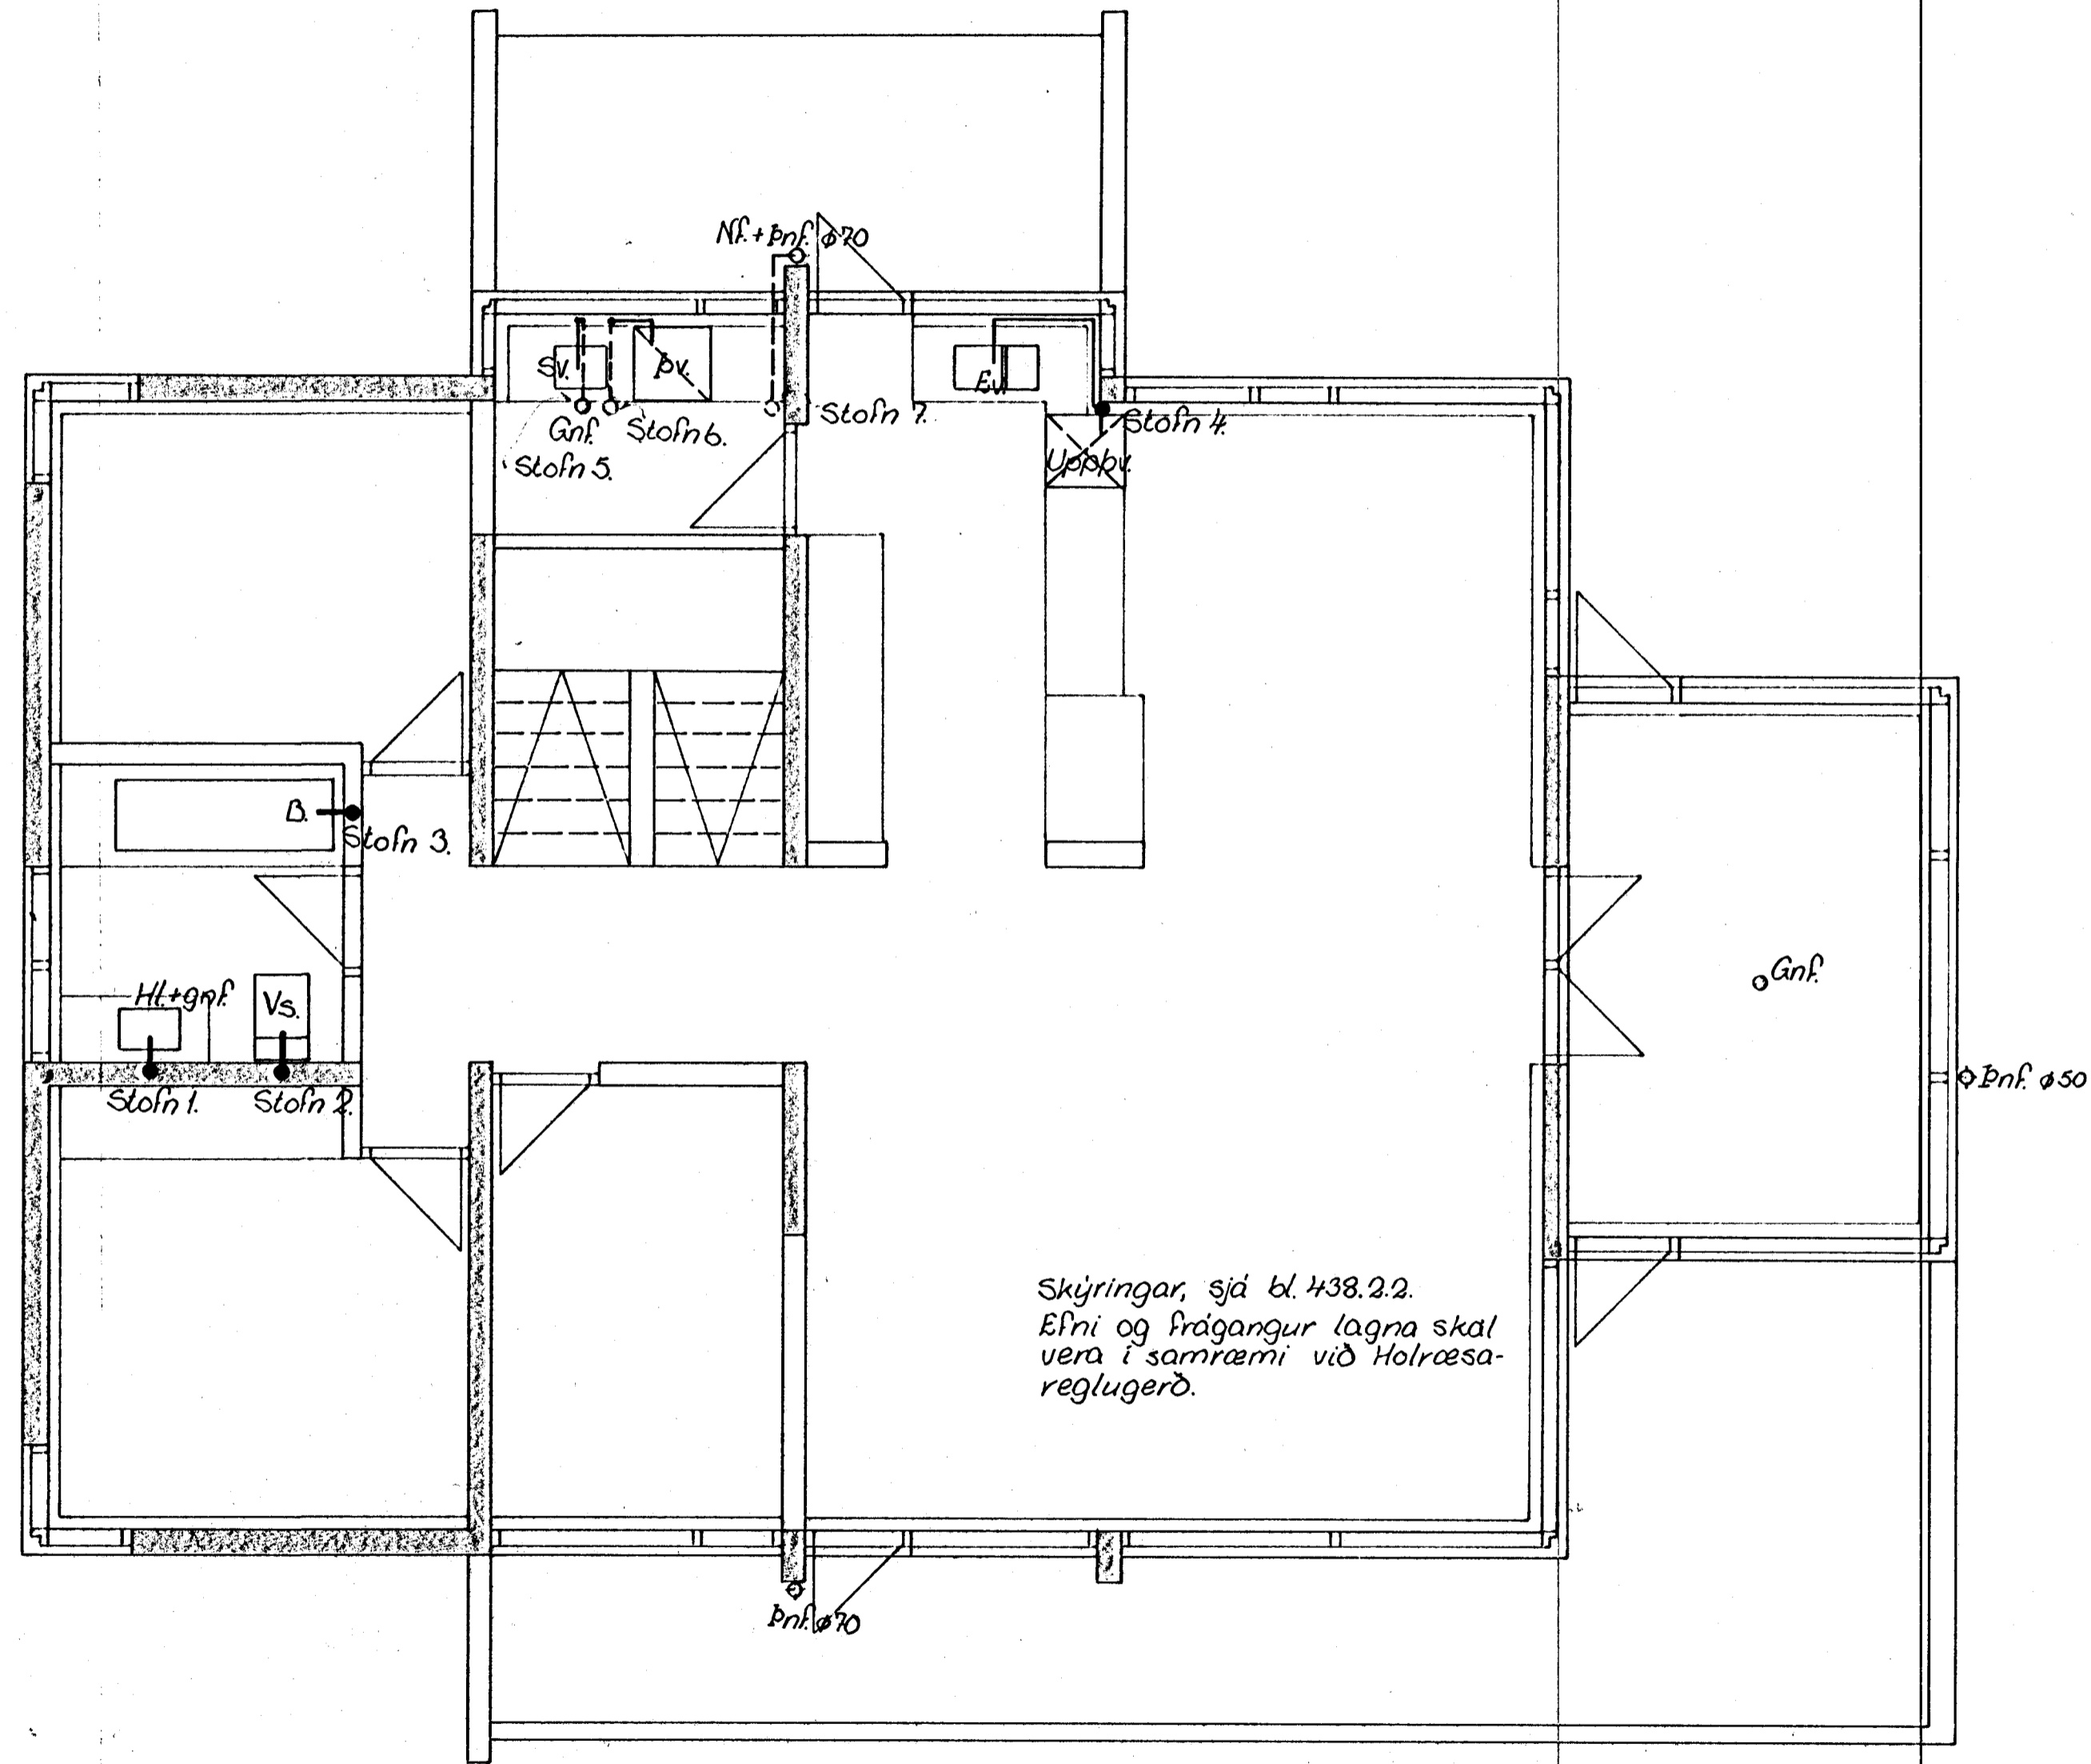 Nf.+Þnf. ø70
Sv.
Þv.
Ev.
Gnf.
Stofn 6.
Stofn 7.
Stofn 4.
Stofn 5.
Uppþv.
B.
Stofn 3.
Hl.+gnf.
Vs.
Gnf.
Stofn 1.
Stofn 2.
Þnf. ø50
Skýringar, sjá bl. 438.2.2.
Efni og frágangur lagna skal
vera í samræmi við Holræsa-
reglugerð.
Þnf. ø70